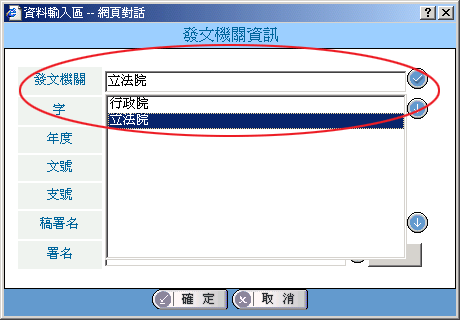 資料輸入區 -- 網頁對話
發文機關資訊
發文機關 立法院
字 行政院
立法院
年度
文號
支號
稿署名
署名
確 定 取 消